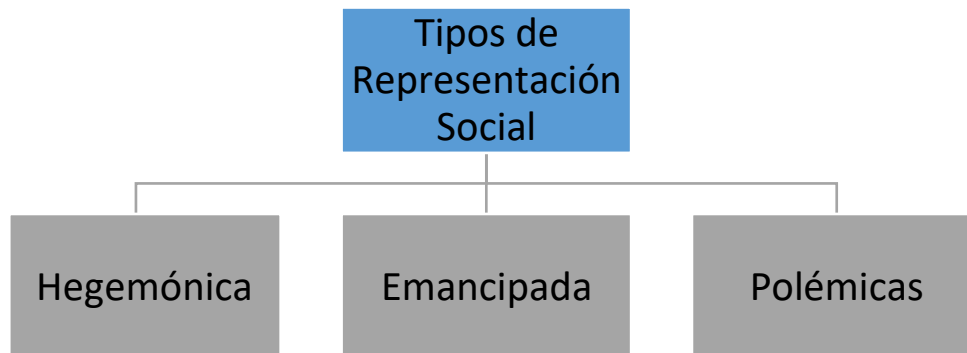 Tipos de
Representación
Social
Hegemónica
Emancipada
Polémicas